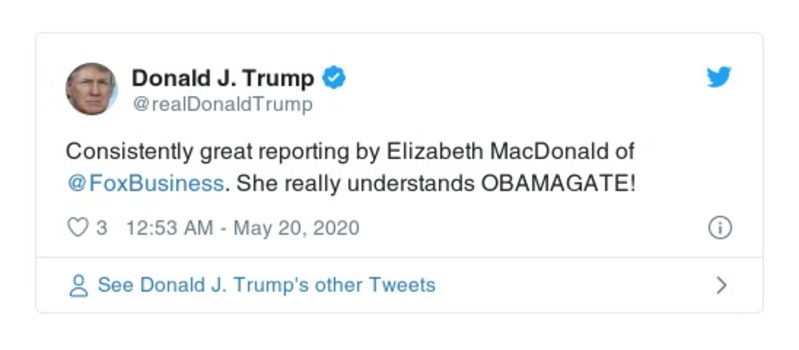 Donald J. Trump
@realDonaldTrump
Consistently great reporting by Elizabeth MacDonald of
@FoxBusiness. She really understands OBAMAGATE!
3 12:53 AM - May 20, 2020
See Donald J. Trump's other Tweets